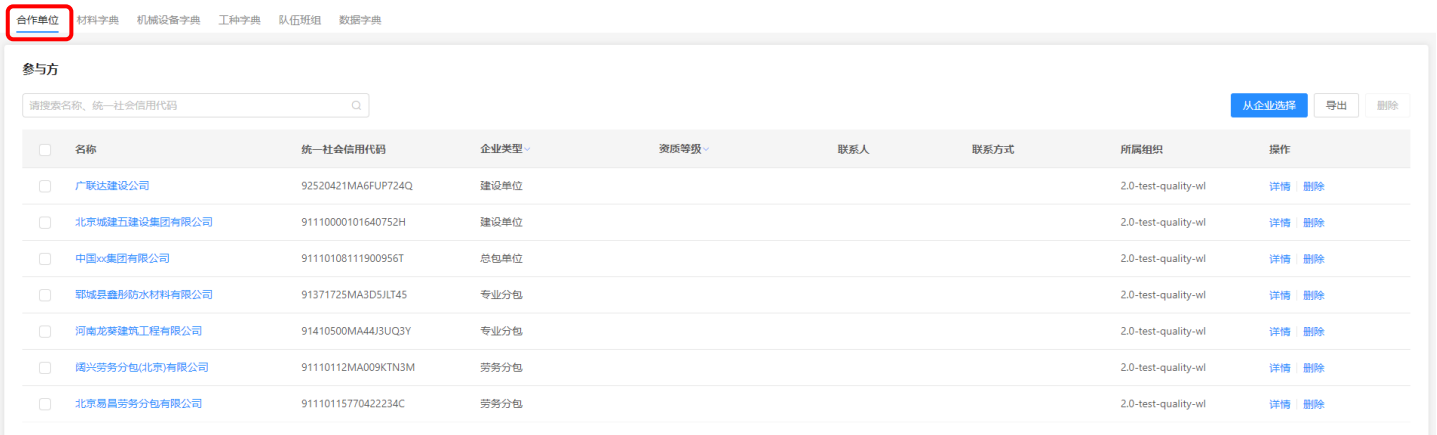 合作单位 材料字典 机械设备字典 工种字典 队伍班组 数据字典
参与方
请搜索名称、统一社会信用代码 从企业选择 导出 删除
名称 统一社会信用代码 企业类型 资质等级 联系人 联系方式 所属组织 操作
广联达建设公司 92520421MA6FUP724Q 建设单位 2.0-test-quality-wl 详情 删除
北京城建五建设集团有限公司 91110000101640752H 建设单位 2.0-test-quality-wl 详情 删除
中国xx集团有限公司 91110108111900956T 总包单位 2.0-test-quality-wl 详情 删除
郓城县鑫彤防水材料有限公司 91371725MA3D5JLT45 专业分包 2.0-test-quality-wl 详情 删除
河南龙葵建筑工程有限公司 91410500MA44J3UQ3Y 专业分包 2.0-test-quality-wl 详情 删除
阔兴劳务分包(北京)有限公司 91110112MA009KTN3M 劳务分包 2.0-test-quality-wl 详情 删除
北京易昌劳务分包有限公司 91110115770422234C 劳务分包 2.0-test-quality-wl 详情 删除